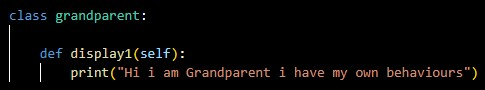 class grandparent:
def display1(self):
print("Hi i am Grandparent i have my own behaviours")